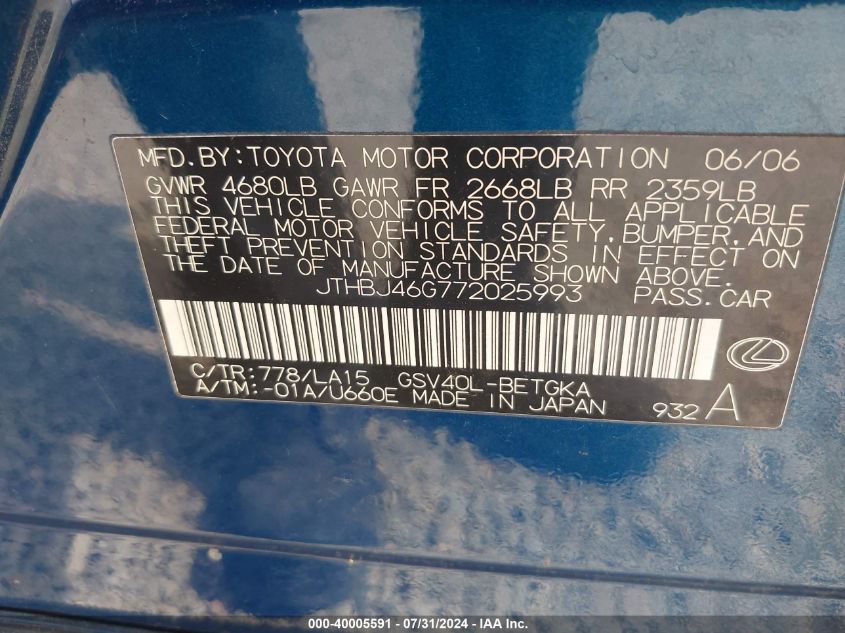 MFD.BY:TOYOTA MOTOR CORPORATION 06/06
GVWR 4680LB GAWR FR 2668LB RR 2359LB
THIS VEHICLE CONFORMS TO ALL APPLICABLE
FEDERAL MOTOR VEHICLE SAFETY,BUMPER,AND
THEFT PREVENTION STANDARDS IN EFFECT ON
THE DATE OF MANUFACTURE SHOWN ABOVE.
JTHBJ46G772025993 PASS.CAR
C/TR:778/LA15 GSV40L-BETGKA
A/TM:-01A/U660E MADE IN JAPAN 932 A
000-40005591 - 07/31/2024 - IAA Inc.